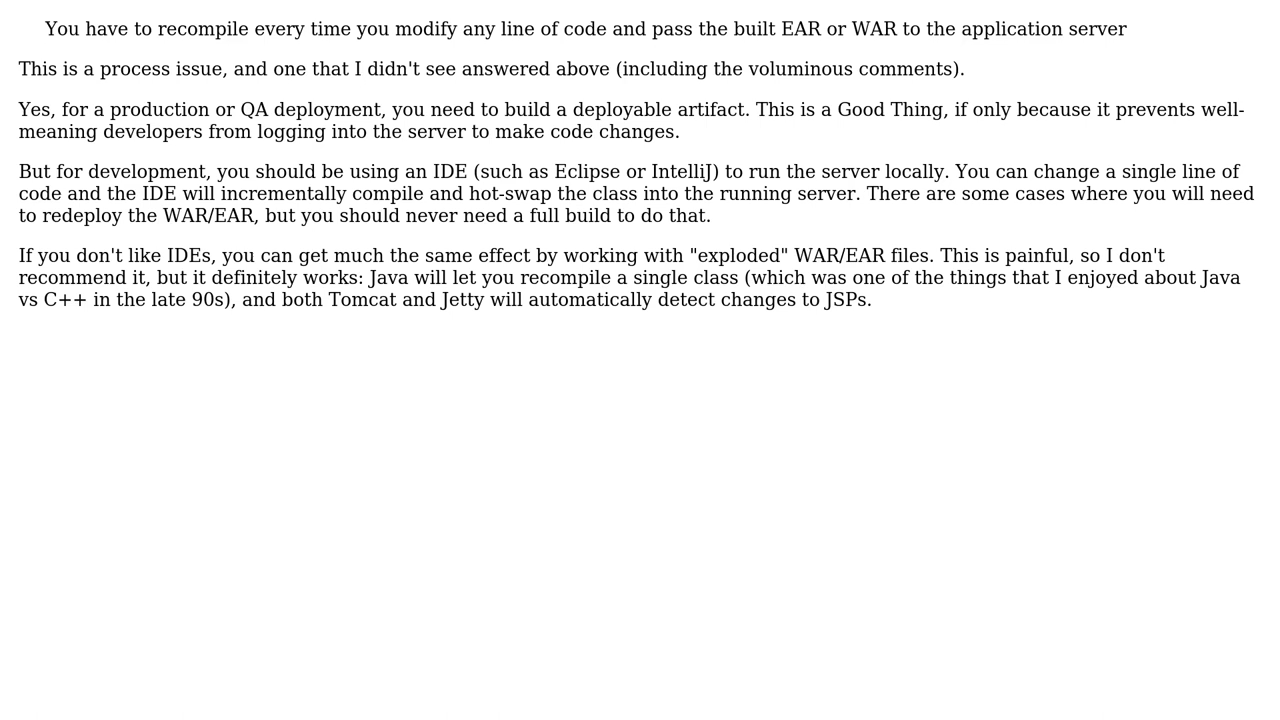 You have to recompile every time you modify any line of code and pass the built EAR or WAR to the application server
This is a process issue, and one that I didn't see answered above (including the voluminous comments).
Yes, for a production or QA deployment, you need to build a deployable artifact. This is a Good Thing, if only because it prevents well-
meaning developers from logging into the server to make code changes.
But for development, you should be using an IDE (such as Eclipse or IntelliJ) to run the server locally. You can change a single line of
code and the IDE will incrementally compile and hot-swap the class into the running server. There are some cases where you will need
to redeploy the WAR/EAR, but you should never need a full build to do that.
If you don't like IDEs, you can get much the same effect by working with "exploded" WAR/EAR files. This is painful, so I don't
recommend it, but it definitely works: Java will let you recompile a single class (which was one of the things that I enjoyed about Java
vs C++ in the late 90s), and both Tomcat and Jetty will automatically detect changes to JSPs.